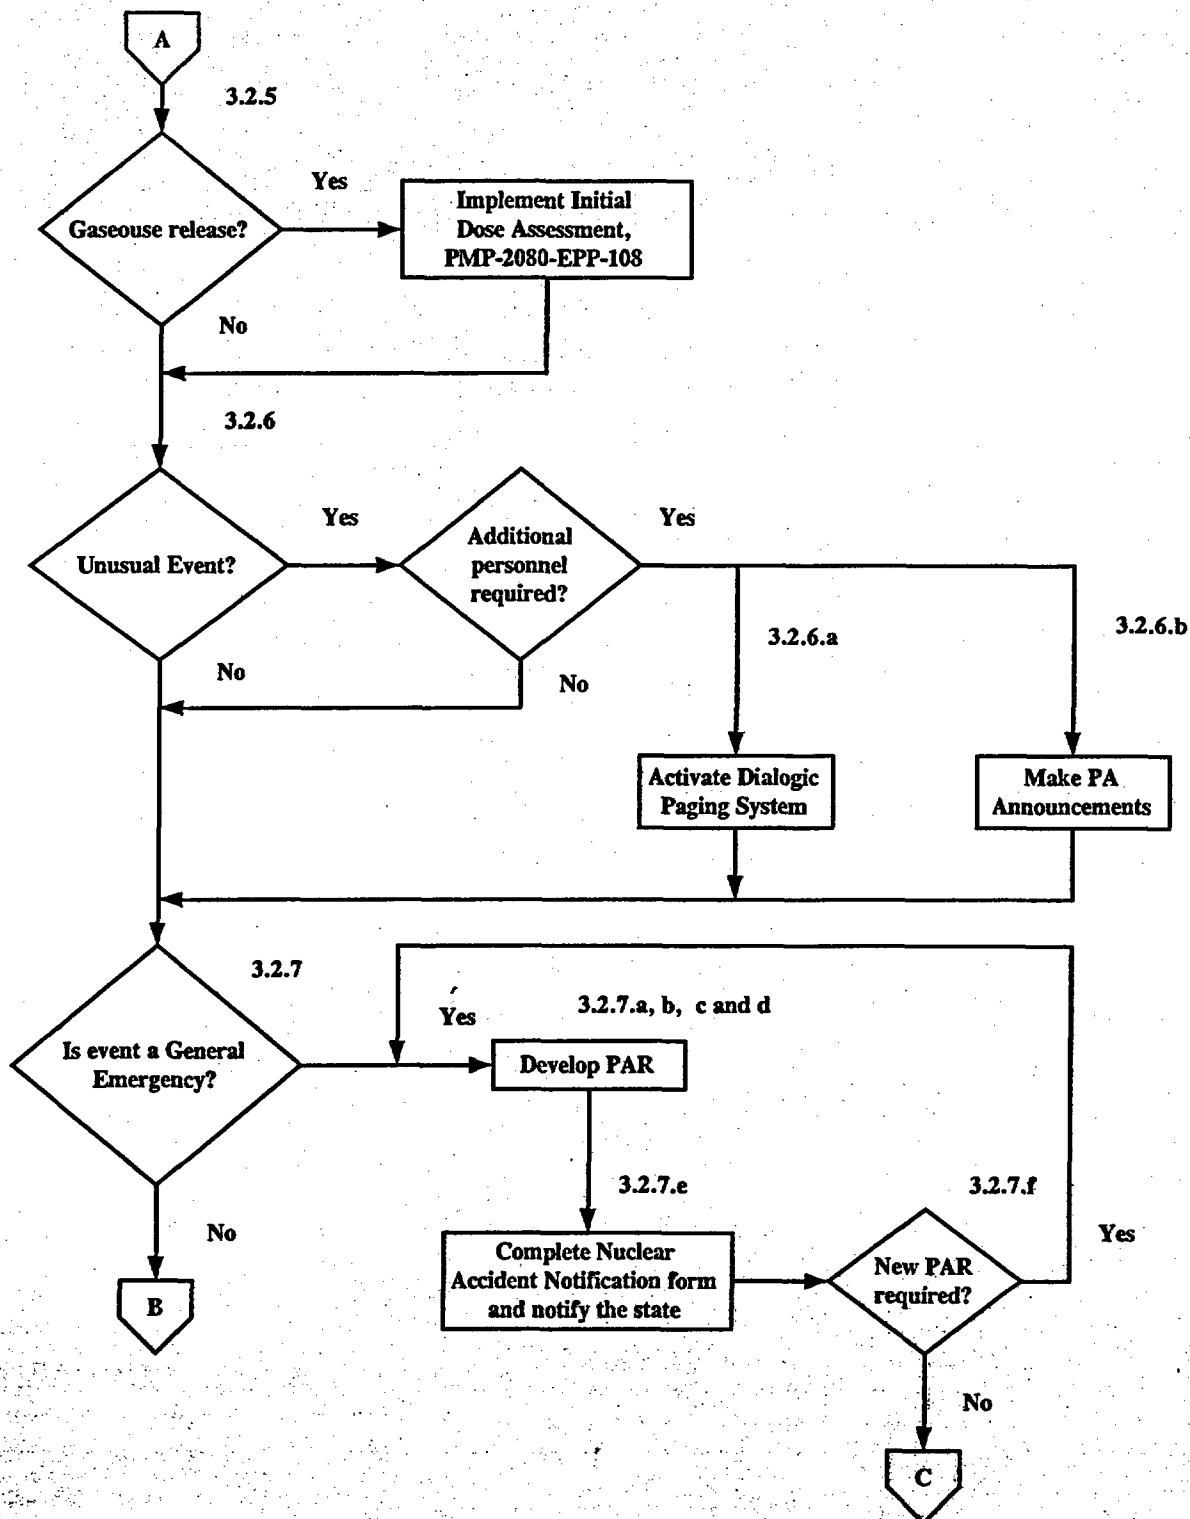 A
3.2.5
Yes
Gaseouse release?
Implement Initial
Dose Assessment,
PMP-2080-EPP-108
No
3.2.6
Unusual Event?
Yes
Additional
personnel
required?
Yes
3.2.6.a
3.2.6.b
No
No
Activate Dialogic
Paging System
Make PA
Announcements
3.2.7
Is event a General
Emergency?
Yes
3.2.7.a, b, c and d
Develop PAR
3.2.7.e
3.2.7.f
No
Complete Nuclear
Accident Notification form
and notify the state
New PAR
required?
Yes
B
No
C